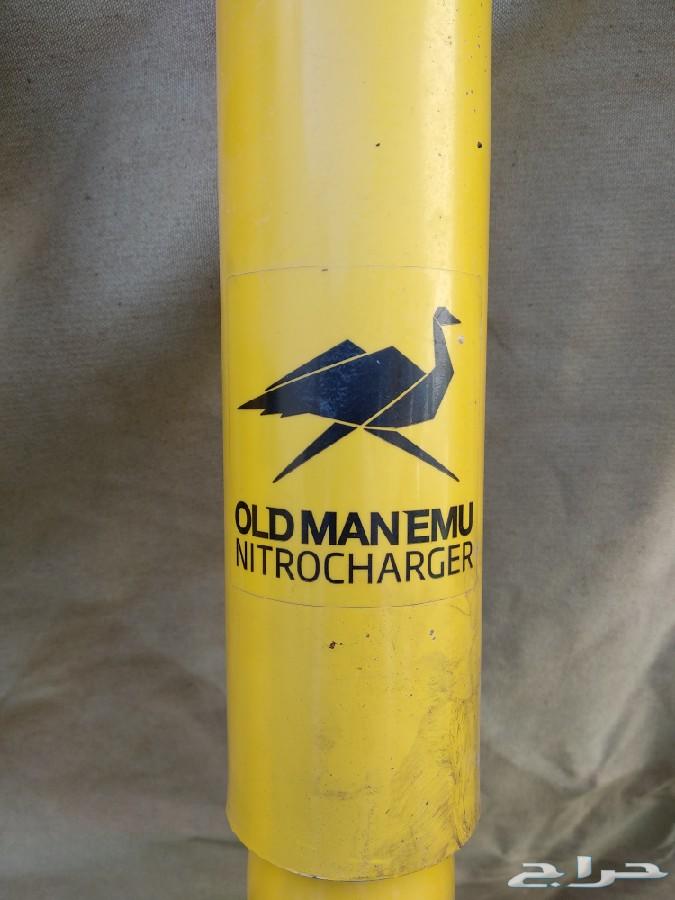 OLD MAN EMU
NITROCHARGER
حراج